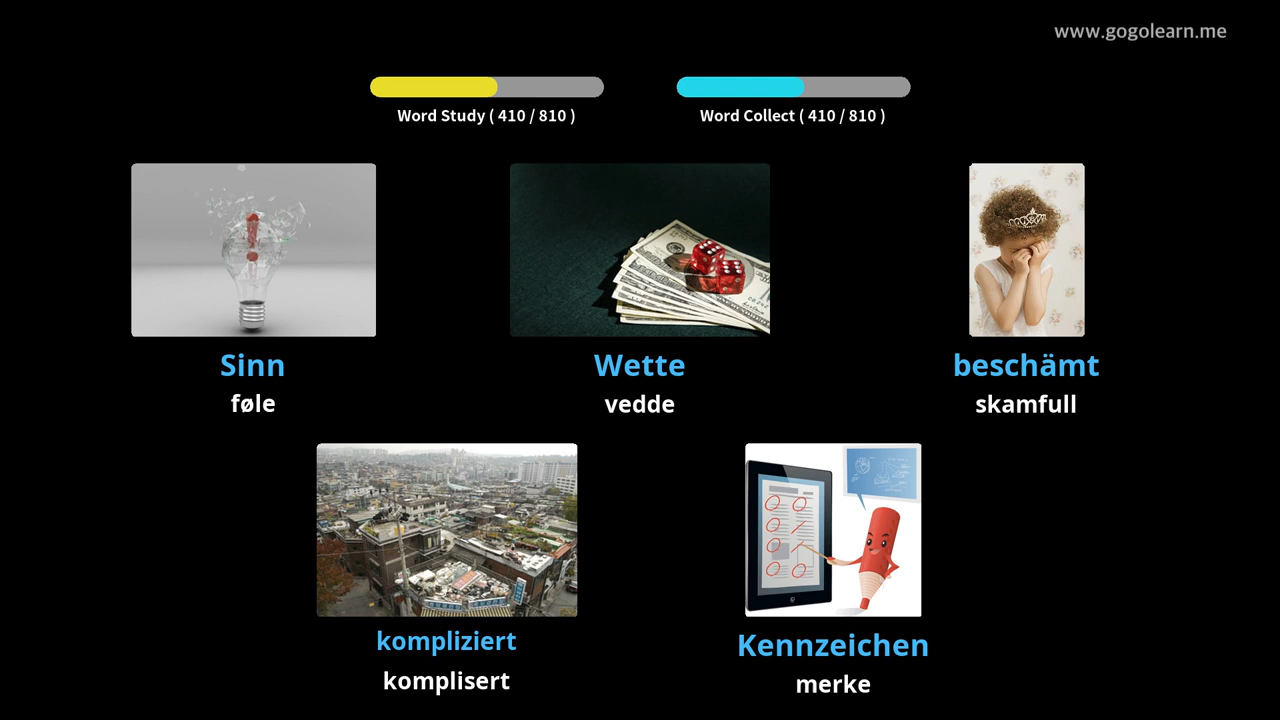 www.gogolearn.me
Word Study ( 410 / 810 )
Word Collect ( 410 / 810 )
Sinn
føle
Wette
vedde
beschämt
skamfull
kompliziert
komplisert
Kennzeichen
merke